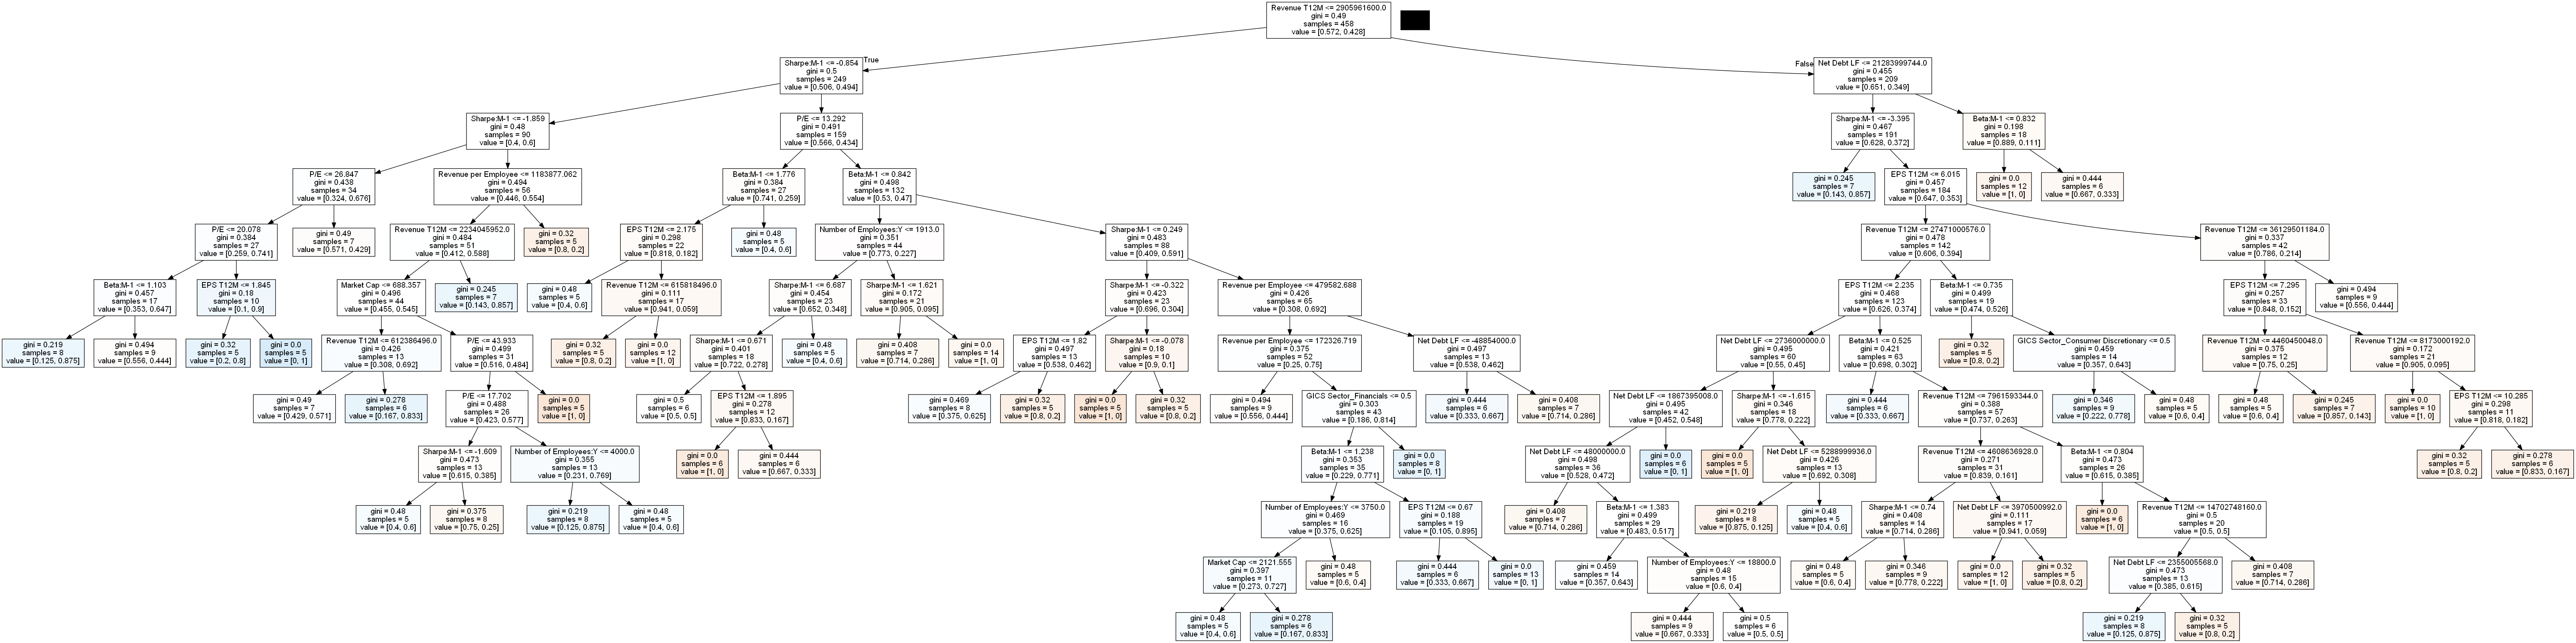 Revenue T12M <= 2905961600.0
gini = 0.49
samples = 458
value = [0.572, 0.428]
True
False
Sharpe:M-1 <= -0.854
gini = 0.5
samples = 249
value = [0.506, 0.494]
Net Debt LF <= 21283999744.0
gini = 0.455
samples = 209
value = [0.651, 0.349]
Sharpe:M-1 <= -1.859
gini = 0.48
samples = 90
value = [0.4, 0.6]
P/E <= 13.292
gini = 0.491
samples = 159
value = [0.566, 0.434]
Sharpe:M-1 <= -3.395
gini = 0.467
samples = 191
value = [0.628, 0.372]
Beta:M-1 <= 0.832
gini = 0.198
samples = 18
value = [0.889, 0.111]
P/E <= 26.847
gini = 0.438
samples = 34
value = [0.324, 0.676]
Revenue per Employee <= 1183877.062
gini = 0.494
samples = 56
value = [0.446, 0.554]
Beta:M-1 <= 1.776
gini = 0.384
samples = 27
value = [0.741, 0.259]
Beta:M-1 <= 0.842
gini = 0.498
samples = 132
value = [0.53, 0.47]
gini = 0.245
samples = 7
value = [0.143, 0.857]
EPS T12M <= 6.015
gini = 0.457
samples = 184
value = [0.647, 0.353]
gini = 0.0
samples = 12
value = [1, 0]
gini = 0.444
samples = 6
value = [0.667, 0.333]
P/E <= 20.078
gini = 0.384
samples = 27
value = [0.259, 0.741]
gini = 0.49
samples = 7
value = [0.571, 0.429]
Revenue T12M <= 2234045952.0
gini = 0.484
samples = 51
value = [0.412, 0.588]
gini = 0.32
samples = 5
value = [0.8, 0.2]
EPS T12M <= 2.175
gini = 0.298
samples = 22
value = [0.818, 0.182]
gini = 0.48
samples = 5
value = [0.4, 0.6]
Number of Employees:Y <= 1913.0
gini = 0.351
samples = 44
value = [0.773, 0.227]
Sharpe:M-1 <= 0.249
gini = 0.483
samples = 88
value = [0.409, 0.591]
Revenue T12M <= 27471000576.0
gini = 0.478
samples = 142
value = [0.606, 0.394]
Revenue T12M <= 36129501184.0
gini = 0.337
samples = 42
value = [0.786, 0.214]
Beta:M-1 <= 1.103
gini = 0.457
samples = 17
value = [0.353, 0.647]
EPS T12M <= 1.845
gini = 0.18
samples = 10
value = [0.1, 0.9]
Market Cap <= 688.357
gini = 0.496
samples = 44
value = [0.455, 0.545]
gini = 0.245
samples = 7
value = [0.143, 0.857]
gini = 0.48
samples = 5
value = [0.4, 0.6]
Revenue T12M <= 615818496.0
gini = 0.111
samples = 17
value = [0.941, 0.059]
Sharpe:M-1 <= 6.687
gini = 0.454
samples = 23
value = [0.652, 0.348]
Sharpe:M-1 <= 1.621
gini = 0.172
samples = 21
value = [0.905, 0.095]
Sharpe:M-1 <= -0.322
gini = 0.423
samples = 23
value = [0.696, 0.304]
Revenue per Employee <= 479582.688
gini = 0.426
samples = 65
value = [0.308, 0.692]
EPS T12M <= 2.235
gini = 0.468
samples = 123
value = [0.626, 0.374]
Beta:M-1 <= 0.735
gini = 0.499
samples = 19
value = [0.474, 0.526]
EPS T12M <= 7.295
gini = 0.257
samples = 33
value = [0.848, 0.152]
gini = 0.494
samples = 9
value = [0.556, 0.444]
gini = 0.219
samples = 8
value = [0.125, 0.875]
gini = 0.494
samples = 9
value = [0.556, 0.444]
gini = 0.32
samples = 5
value = [0.2, 0.8]
gini = 0.0
samples = 5
value = [0, 1]
Revenue T12M <= 612386496.0
gini = 0.426
samples = 13
value = [0.308, 0.692]
P/E <= 43.933
gini = 0.499
samples = 31
value = [0.516, 0.484]
gini = 0.32
samples = 5
value = [0.8, 0.2]
gini = 0.0
samples = 12
value = [1, 0]
Sharpe:M-1 <= 0.671
gini = 0.401
samples = 18
value = [0.722, 0.278]
gini = 0.48
samples = 5
value = [0.4, 0.6]
gini = 0.408
samples = 7
value = [0.714, 0.286]
gini = 0.0
samples = 14
value = [1, 0]
EPS T12M <= 1.82
gini = 0.497
samples = 13
value = [0.538, 0.462]
Sharpe:M-1 <= -0.078
gini = 0.18
samples = 10
value = [0.9, 0.1]
Revenue per Employee <= 172326.719
gini = 0.375
samples = 52
value = [0.25, 0.75]
Net Debt LF <= -48854000.0
gini = 0.497
samples = 13
value = [0.538, 0.462]
Net Debt LF <= 2736000000.0
gini = 0.495
samples = 60
value = [0.55, 0.45]
Beta:M-1 <= 0.525
gini = 0.421
samples = 63
value = [0.698, 0.302]
gini = 0.32
samples = 5
value = [0.8, 0.2]
GICS Sector_Consumer Discretionary <= 0.5
gini = 0.459
samples = 14
value = [0.357, 0.643]
Revenue T12M <= 4460450048.0
gini = 0.375
samples = 12
value = [0.75, 0.25]
Revenue T12M <= 8173000192.0
gini = 0.172
samples = 21
value = [0.905, 0.095]
gini = 0.49
samples = 7
value = [0.429, 0.571]
gini = 0.278
samples = 6
value = [0.167, 0.833]
P/E <= 17.702
gini = 0.488
samples = 26
value = [0.423, 0.577]
gini = 0.0
samples = 5
value = [1, 0]
gini = 0.5
samples = 6
value = [0.5, 0.5]
EPS T12M <= 1.895
gini = 0.278
samples = 12
value = [0.833, 0.167]
gini = 0.469
samples = 8
value = [0.375, 0.625]
gini = 0.32
samples = 5
value = [0.8, 0.2]
gini = 0.0
samples = 5
value = [1, 0]
gini = 0.32
samples = 5
value = [0.8, 0.2]
gini = 0.494
samples = 9
value = [0.556, 0.444]
GICS Sector_Financials <= 0.5
gini = 0.303
samples = 43
value = [0.186, 0.814]
gini = 0.444
samples = 6
value = [0.333, 0.667]
gini = 0.408
samples = 7
value = [0.714, 0.286]
Net Debt LF <= 1867395008.0
gini = 0.495
samples = 42
value = [0.452, 0.548]
Sharpe:M-1 <= -1.615
gini = 0.346
samples = 18
value = [0.778, 0.222]
gini = 0.444
samples = 6
value = [0.333, 0.667]
Revenue T12M <= 7961593344.0
gini = 0.388
samples = 57
value = [0.737, 0.263]
gini = 0.346
samples = 9
value = [0.222, 0.778]
gini = 0.48
samples = 5
value = [0.6, 0.4]
gini = 0.48
samples = 5
value = [0.6, 0.4]
gini = 0.245
samples = 7
value = [0.857, 0.143]
gini = 0.0
samples = 10
value = [1, 0]
EPS T12M <= 10.285
gini = 0.298
samples = 11
value = [0.818, 0.182]
Sharpe:M-1 <= -1.609
gini = 0.473
samples = 13
value = [0.615, 0.385]
Number of Employees:Y <= 4000.0
gini = 0.355
samples = 13
value = [0.231, 0.769]
gini = 0.0
samples = 6
value = [1, 0]
gini = 0.444
samples = 6
value = [0.667, 0.333]
Beta:M-1 <= 1.238
gini = 0.353
samples = 35
value = [0.229, 0.771]
gini = 0.0
samples = 8
value = [0, 1]
Net Debt LF <= 48000000.0
gini = 0.498
samples = 36
value = [0.528, 0.472]
gini = 0.0
samples = 6
value = [0, 1]
gini = 0.0
samples = 5
value = [1, 0]
Net Debt LF <= 5288999936.0
gini = 0.426
samples = 13
value = [0.692, 0.308]
Revenue T12M <= 4608636928.0
gini = 0.271
samples = 31
value = [0.839, 0.161]
Beta:M-1 <= 0.804
gini = 0.473
samples = 26
value = [0.615, 0.385]
gini = 0.32
samples = 5
value = [0.8, 0.2]
gini = 0.278
samples = 6
value = [0.833, 0.167]
gini = 0.48
samples = 5
value = [0.4, 0.6]
gini = 0.375
samples = 8
value = [0.75, 0.25]
gini = 0.219
samples = 8
value = [0.125, 0.875]
gini = 0.48
samples = 5
value = [0.4, 0.6]
Number of Employees:Y <= 3750.0
gini = 0.469
samples = 16
value = [0.375, 0.625]
EPS T12M <= 0.67
gini = 0.188
samples = 19
value = [0.105, 0.895]
gini = 0.408
samples = 7
value = [0.714, 0.286]
Beta:M-1 <= 1.383
gini = 0.499
samples = 29
value = [0.483, 0.517]
gini = 0.219
samples = 8
value = [0.875, 0.125]
gini = 0.48
samples = 5
value = [0.4, 0.6]
Sharpe:M-1 <= 0.74
gini = 0.408
samples = 14
value = [0.714, 0.286]
Net Debt LF <= 3970500992.0
gini = 0.111
samples = 17
value = [0.941, 0.059]
gini = 0.0
samples = 6
value = [1, 0]
Revenue T12M <= 14702748160.0
gini = 0.5
samples = 20
value = [0.5, 0.5]
Market Cap <= 2121.555
gini = 0.397
samples = 11
value = [0.273, 0.727]
gini = 0.48
samples = 5
value = [0.6, 0.4]
gini = 0.444
samples = 6
value = [0.333, 0.667]
gini = 0.0
samples = 13
value = [0, 1]
gini = 0.459
samples = 14
value = [0.357, 0.643]
Number of Employees:Y <= 18800.0
gini = 0.48
samples = 15
value = [0.6, 0.4]
gini = 0.48
samples = 5
value = [0.6, 0.4]
gini = 0.346
samples = 9
value = [0.778, 0.222]
gini = 0.0
samples = 12
value = [1, 0]
gini = 0.32
samples = 5
value = [0.8, 0.2]
Net Debt LF <= 2355005568.0
gini = 0.473
samples = 13
value = [0.385, 0.615]
gini = 0.408
samples = 7
value = [0.714, 0.286]
gini = 0.48
samples = 5
value = [0.4, 0.6]
gini = 0.278
samples = 6
value = [0.167, 0.833]
gini = 0.444
samples = 9
value = [0.667, 0.333]
gini = 0.5
samples = 6
value = [0.5, 0.5]
gini = 0.219
samples = 8
value = [0.125, 0.875]
gini = 0.32
samples = 5
value = [0.8, 0.2]